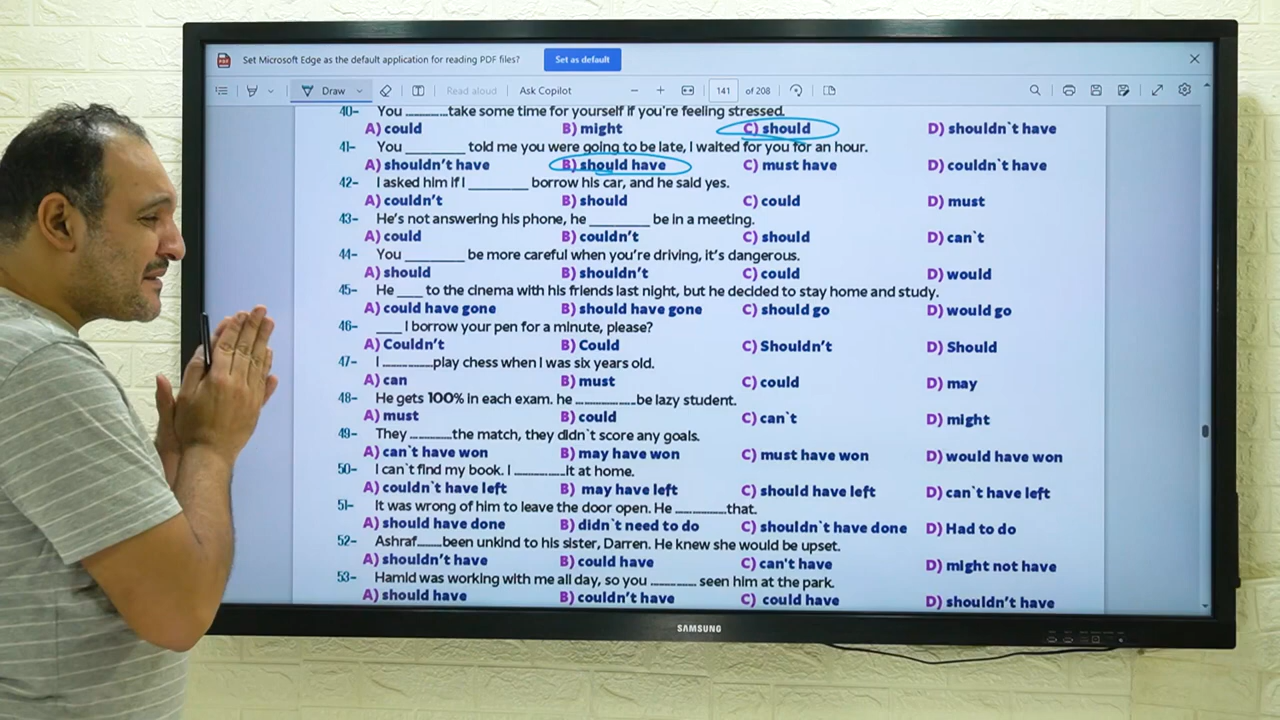 Set Microsoft Edge as the default application for reading PDF files? Set as default
Draw Read aloud Ask Copilot 141 of 208
40- You ............take some time for yourself if you're feeling stressed.
A) could B) might C) should D) shouldn`t have
41- You ________ told me you were going to be late, I waited for you for an hour.
A) shouldn't have B) should have C) must have D) couldn`t have
42- I asked him if I ________ borrow his car, and he said yes.
A) couldn't B) should C) could D) must
43- He's not answering his phone, he ________ be in a meeting.
A) could B) couldn't C) should D) can`t
44- You ________ be more careful when you're driving, it's dangerous.
A) should B) shouldn't C) could D) would
45- He ____ to the cinema with his friends last night, but he decided to stay home and study.
A) could have gone B) should have gone C) should go D) would go
46- ____ I borrow your pen for a minute, please?
A) Couldn't B) Could C) Shouldn't D) Should
47- I ..............play chess when I was six years old.
A) can B) must C) could D) may
48- He gets 100% in each exam. he ................be lazy student.
A) must B) could C) can`t D) might
49- They ............the match, they didn`t score any goals.
A) can`t have won B) may have won C) must have won D) would have won
50- I can`t find my book. I ..............it at home.
A) couldn`t have left B) may have left C) should have left D) can`t have left
51- It was wrong of him to leave the door open. He ..............that.
A) should have done B) didn`t need to do C) shouldn`t have done D) Had to do
52- Ashraf.......been unkind to his sister, Darren. He knew she would be upset.
A) shouldn`t have B) could have C) can't have D) might not have
53- Hamid was working with me all day, so you ............ seen him at the park.
A) should have B) couldn't have C) could have D) shouldn't have
SAMSUNG